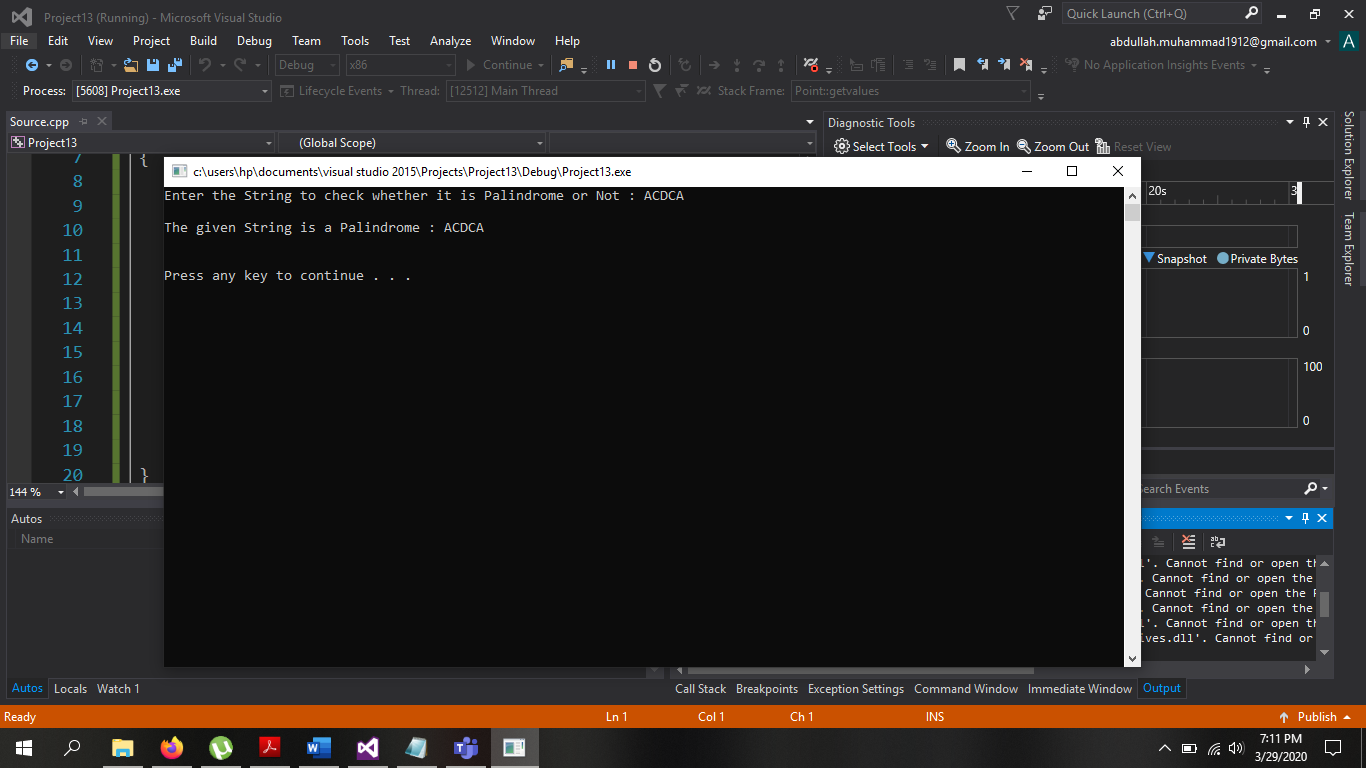 Project13 (Running) - Microsoft Visual Studio
Quick Launch (Ctrl+Q)
File Edit View Project Build Debug Team Tools Test Analyze Window Help
abdullah.muhammad1912@gmail.com A
Debug x86 Continue No Application Insights Events
Process: [5608] Project13.exe Lifecycle Events Thread: [12512] Main Thread Stack Frame: Point::getvalues
Source.cpp
Project13 (Global Scope)
Diagnostic Tools
Select Tools Zoom In Zoom Out Reset View
Solution Explorer
Team Explorer
7 {
8
9
10
11
12
13
14
15
16
17
18
19
20 }
c:\users\hp\documents\visual studio 2015\Projects\Project13\Debug\Project13.exe
Enter the String to check whether it is Palindrome or Not : ACDCA
The given String is a Palindrome : ACDCA
Press any key to continue . . .
20s 3
Snapshot Private Bytes
1
0
100
0
144 %
earch Events
Autos
Name
l'. Cannot find or open th
. Cannot find or open the
Cannot find or open the P
. Cannot find or open the
l'. Cannot find or open th
ives.dll'. Cannot find or
Autos Locals Watch 1
Call Stack Breakpoints Exception Settings Command Window Immediate Window Output
Ready Ln 1 Col 1 Ch 1 INS Publish
7:11 PM
3/29/2020